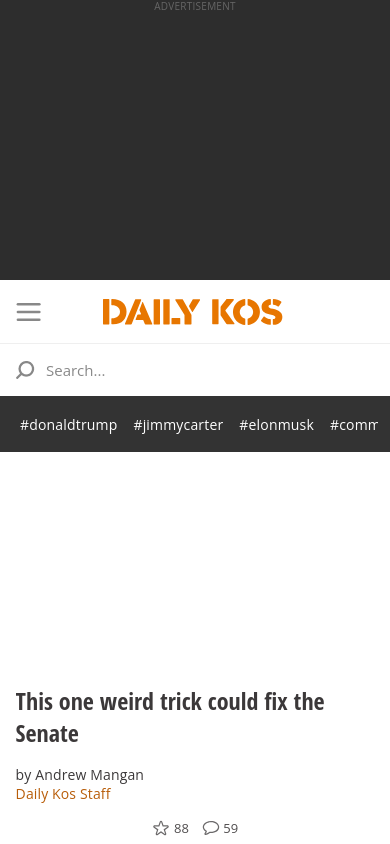 ADVERTISEMENT
DAILY KOS
Search...
#donaldtrump #jimmycarter #elonmusk #comm
This one weird trick could fix the
Senate
by Andrew Mangan
Daily Kos Staff
88 59